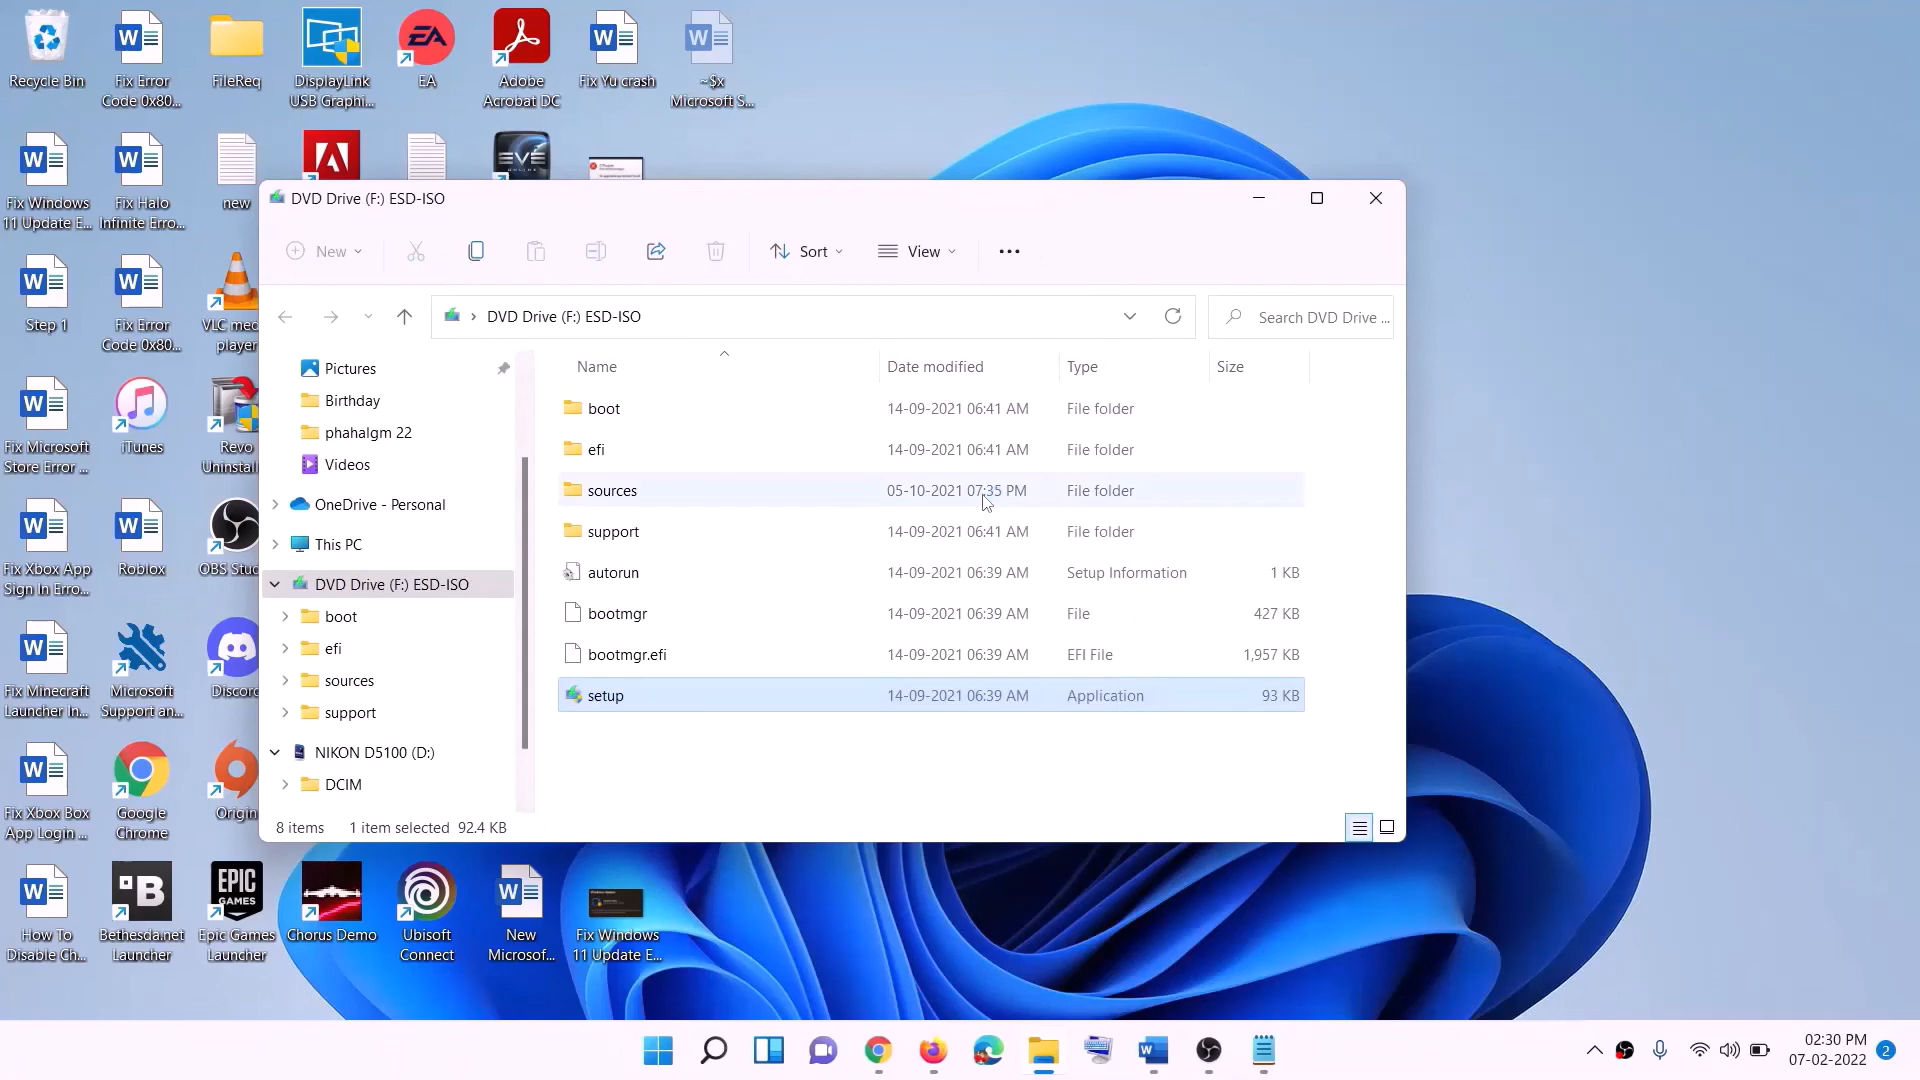 Recycle Bin
Fix Error
Code 0x80...
FileReq
DisplayLink
USB Graphi...
EA
EA
Adobe
Acrobat DC
Fix Yu crash
~$x
Microsoft S...
Fix Windows
11 Update E...
Fix Halo
Infinite Erro...
new
EVE
ONLINE
Step 1
Fix Error
Code 0x80...
VLC med
player
Fix Microsoft
Store Error ...
iTunes
Revo
Uninstall
Fix Xbox App
Sign In Erro...
Roblox
OBS Stud
Fix Minecraft
Launcher In...
Microsoft
Support an...
Discord
Fix Xbox Box
App Login ...
Google
Chrome
Origin
How To
Disable Ch...
B
Bethesda.net
Launcher
EPIC
GAMES
Epic Games
Launcher
Chorus Demo
Ubisoft
Connect
New
Microsof...
Fix Windows
11 Update E...
DVD Drive (F:) ESD-ISO
New
Sort
View
DVD Drive (F:) ESD-ISO
Search DVD Drive ...
Pictures
Birthday
phahalgm 22
Videos
OneDrive - Personal
This PC
DVD Drive (F:) ESD-ISO
boot
efi
sources
support
NIKON D5100 (D:)
DCIM
Name Date modified Type Size
boot 14-09-2021 06:41 AM File folder
efi 14-09-2021 06:41 AM File folder
sources 05-10-2021 07:35 PM File folder
support 14-09-2021 06:41 AM File folder
autorun 14-09-2021 06:39 AM Setup Information 1 KB
bootmgr 14-09-2021 06:39 AM File 427 KB
bootmgr.efi 14-09-2021 06:39 AM EFI File 1,957 KB
setup 14-09-2021 06:39 AM Application 93 KB
8 items 1 item selected 92.4 KB
02:30 PM
07-02-2022
2